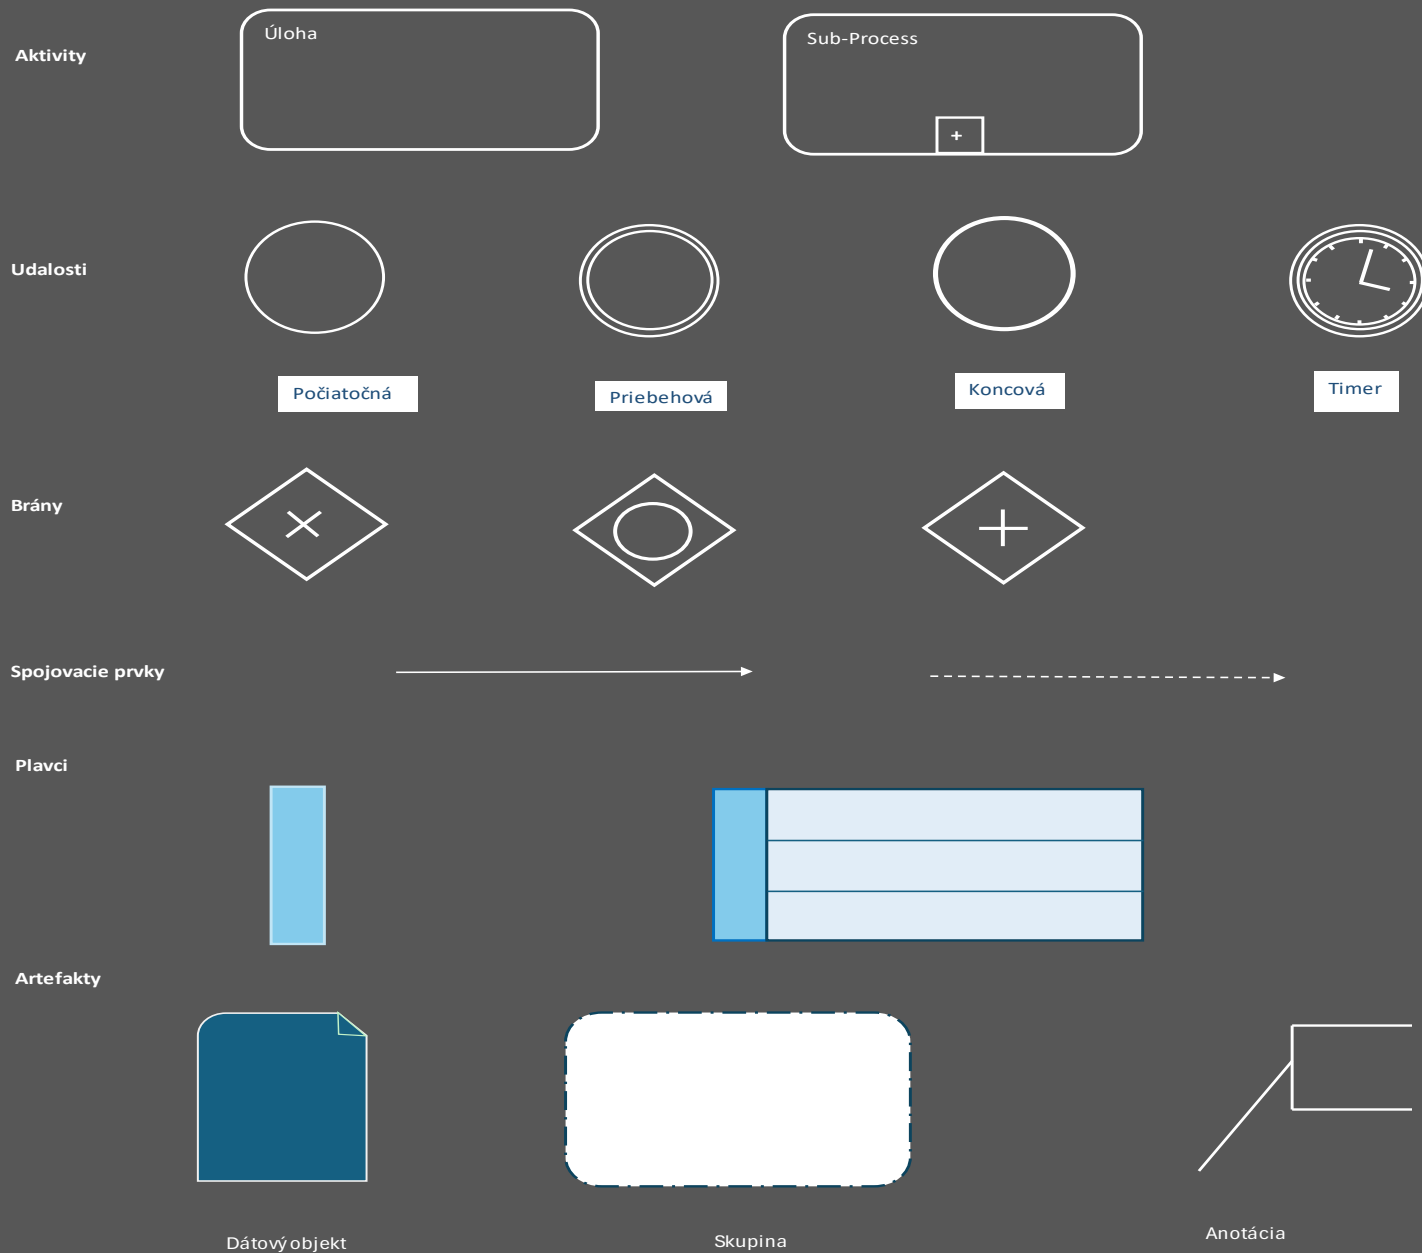 Úloha
Sub-Process
Aktivity
+
Udalosti
Počiatočná
Priebehová
Koncová
Timer
Brány
Spojovacie prvky
Plavci
Artefakty
Dátový objekt
Skupina
Anotácia